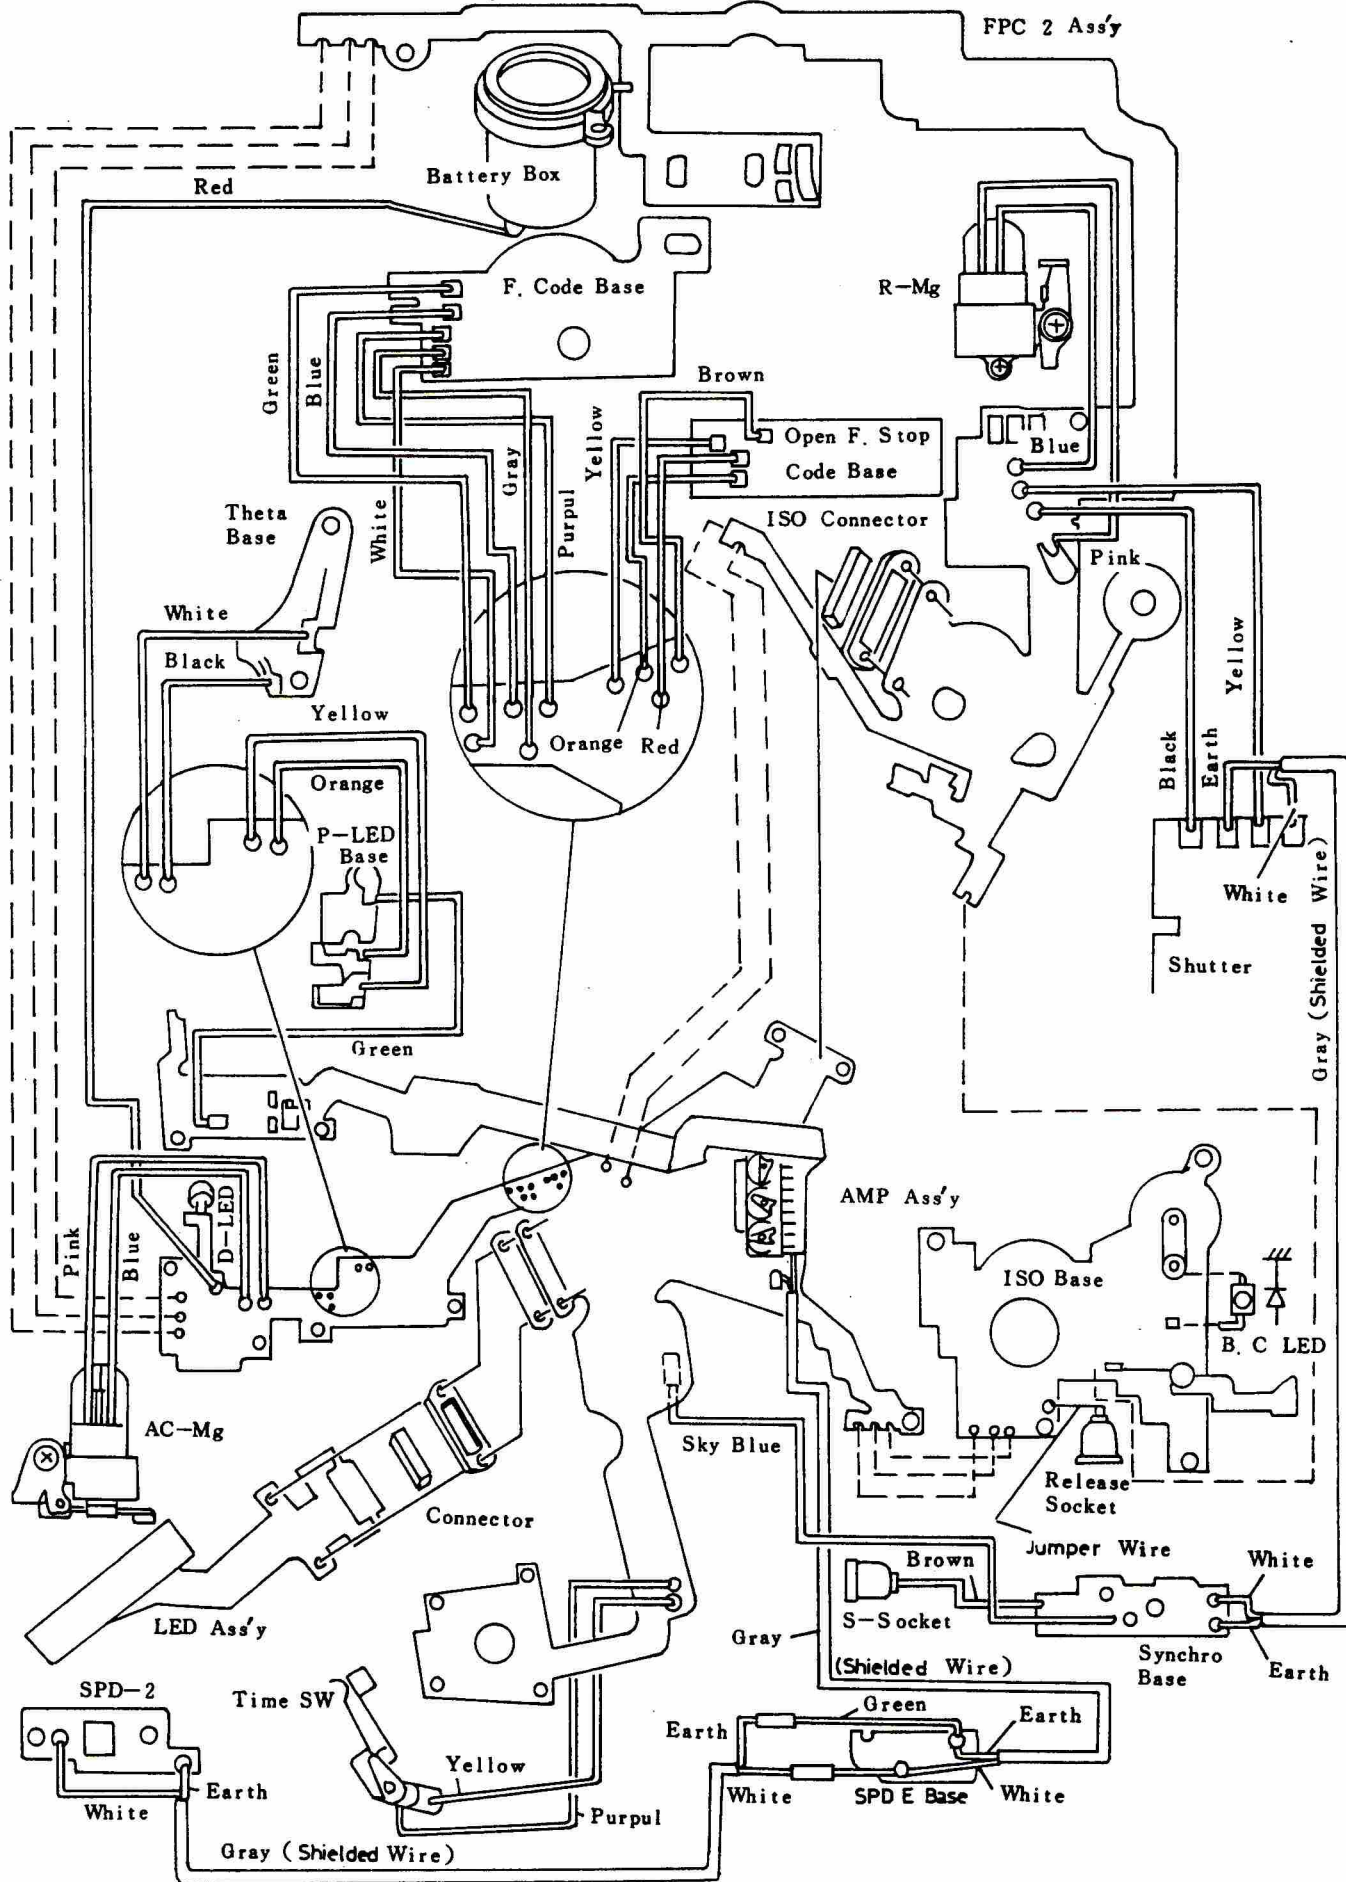 FPC 2 Ass'y
Battery Box
Red
F. Code Base
R-Mg
Green
Blue
Brown
Yellow
Open F. Stop
Code Base
Blue
Gray
White
Purpul
Theta
Base
ISO Connector
Pink
White
Black
Yellow
Yellow
Orange
Red
Black
Earth
Orange
P-LED
Base
White
Gray (Shielded Wire)
Shutter
Green
AMP Ass'y
D-LED
Pink
Blue
ISO Base
B. C LED
AC-Mg
Sky Blue
Release
Socket
Connector
Jumper Wire
Brown
White
LED Ass'y
S-Socket
Gray
(Shielded Wire)
Synchro
Base
Earth
SPD-2
Time SW
Green
Earth
Earth
Yellow
Earth
White
White
SPD E Base
White
Purpul
Gray (Shielded Wire)